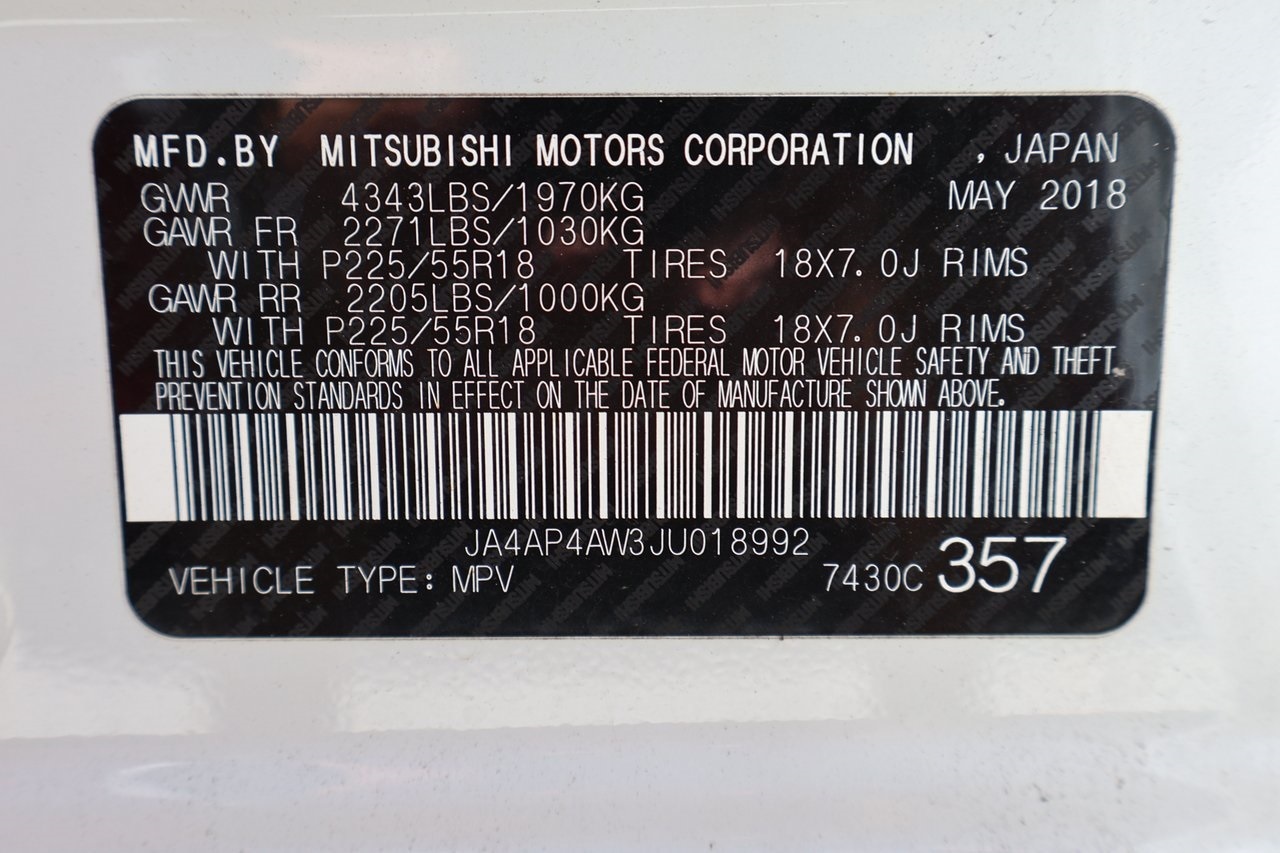 MFD.BY MITSUBISHI MOTORS CORPORATION , JAPAN
GVWR 4343LBS/1970KG MAY 2018
GAWR FR 2271LBS/1030KG
WITH P225/55R18 TIRES 18X7.0J RIMS
GAWR RR 2205LBS/1000KG
WITH P225/55R18 TIRES 18X7.0J RIMS
THIS VEHICLE CONFORMS TO ALL APPLICABLE FEDERAL MOTOR VEHICLE SAFETY AND THEFT
PREVENTION STANDARDS IN EFFECT ON THE DATE OF MANUFACTURE SHOWN ABOVE.
JA4AP4AW3JU018992
VEHICLE TYPE: MPV 7430C 357